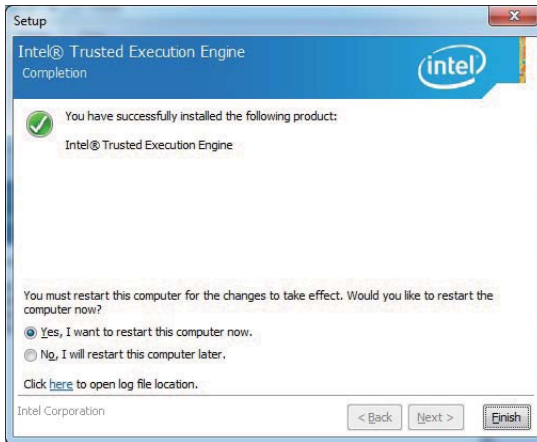 Setup
Intel® Trusted Execution Engine
Completion
intel
You have successfully installed the following product:
Intel® Trusted Execution Engine
You must restart this computer for the changes to take effect. Would you like to restart the
computer now?
Yes, I want to restart this computer now.
No, I will restart this computer later.
Click here to open log file location.
Intel Corporation
< Back
Next >
Finish